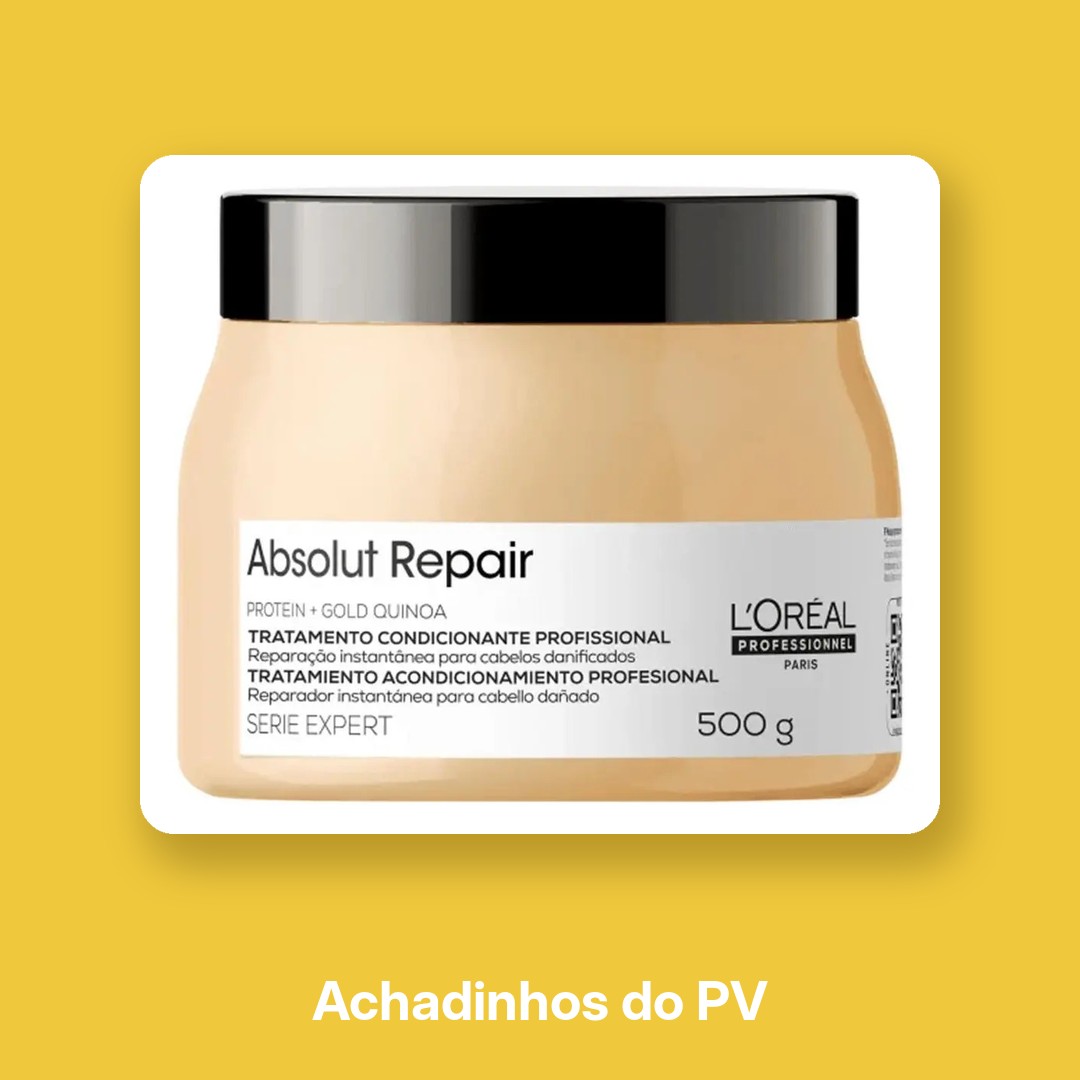 Absolut Repair
PROTEIN + GOLD QUINOA
TRATAMENTO CONDICIONANTE PROFISSIONAL
Reparação instantânea para cabelos danificados
TRATAMIENTO ACONDICIONAMIENTO PROFESIONAL
Reparador instantánea para cabello dañado
SERIE EXPERT
500 g
L'ORÉAL
PROFESSIONNEL
PARIS
Achadinhos do PV